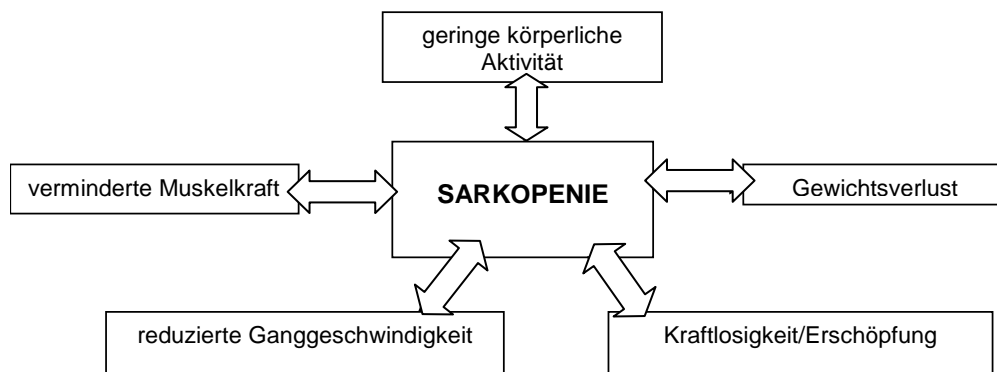 geringe körperliche
Aktivität
verminderte Muskelkraft
SARKOPENIE
Gewichtsverlust
reduzierte Ganggeschwindigkeit
Kraftlosigkeit/Erschöpfung